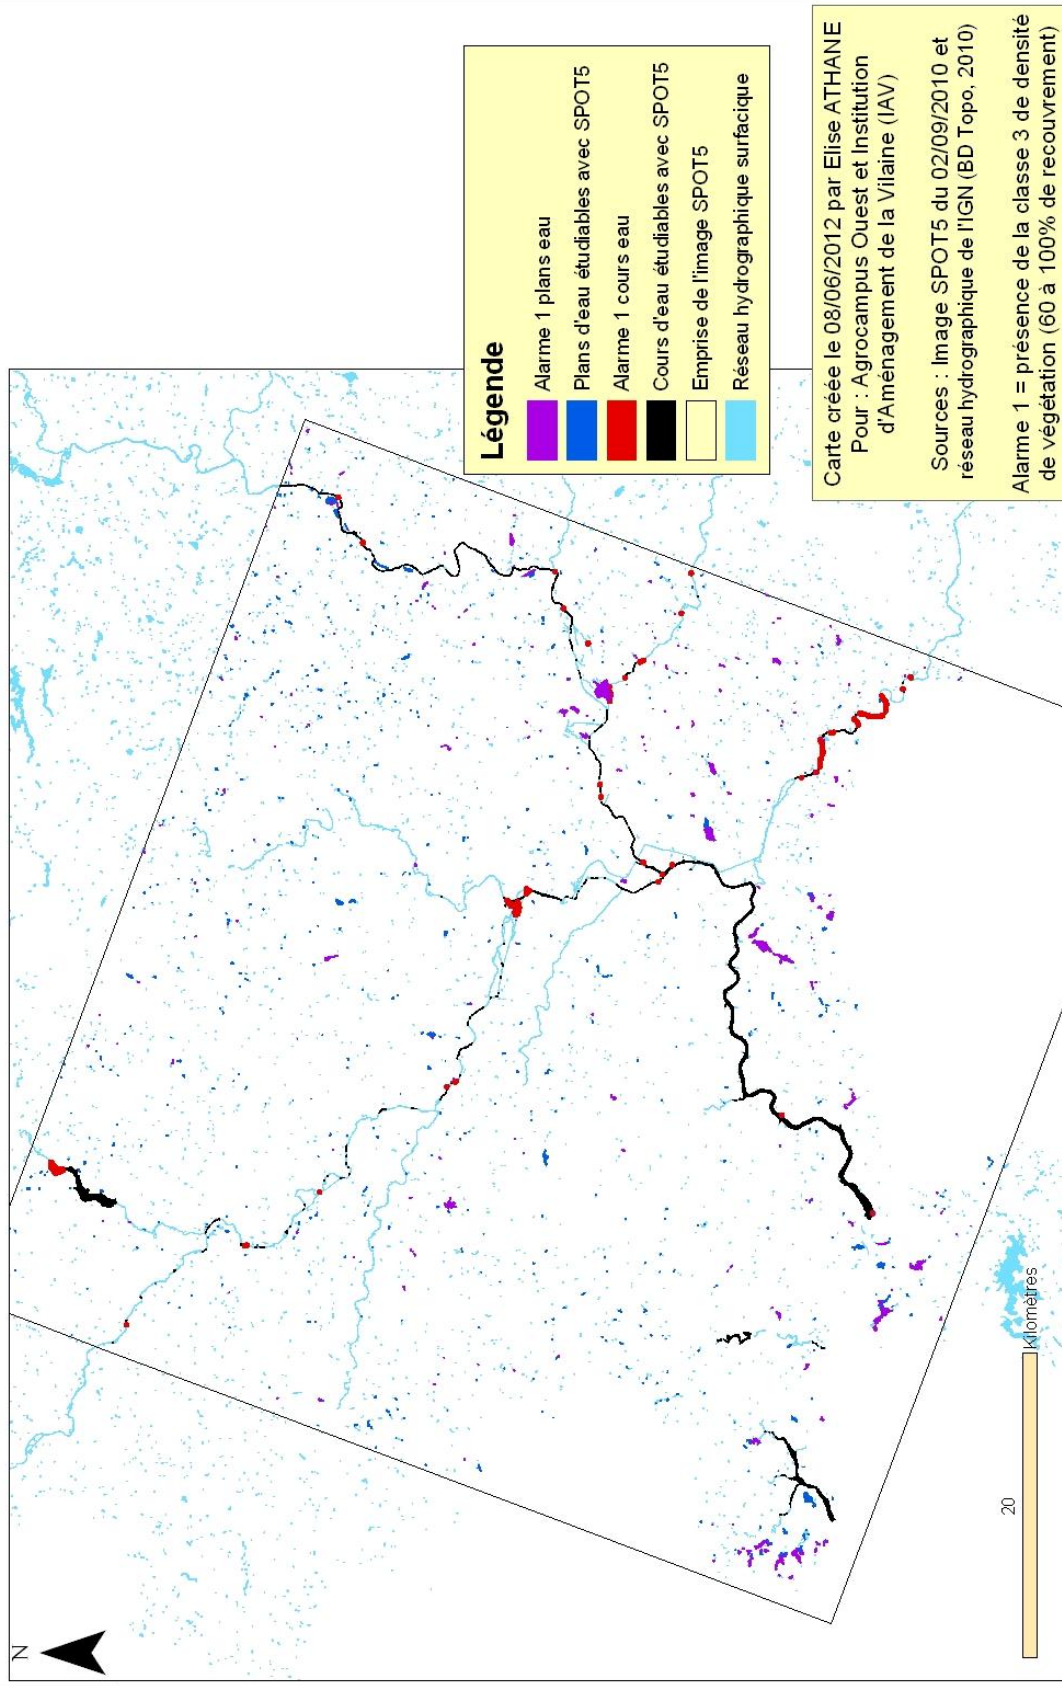 N
Légende
Alarme 1 plans eau
Plans d'eau étudiables avec SPOT5
Alarme 1 cours eau
Cours d'eau étudiables avec SPOT5
Emprise de l'image SPOT5
Réseau hydrographique surfacique
Carte créée le 08/06/2012 par Elise ATHANE
Pour : Agrocampus Ouest et Institution
d'Aménagement de la Vilaine (IAV)
Sources : Image SPOT5 du 02/09/2010 et
réseau hydrographique de l'IGN (BD Topo, 2010)
Alarme 1 = présence de la classe 3 de densité
de végétation (60 à 100% de recouvrement)
20
Kilomètres